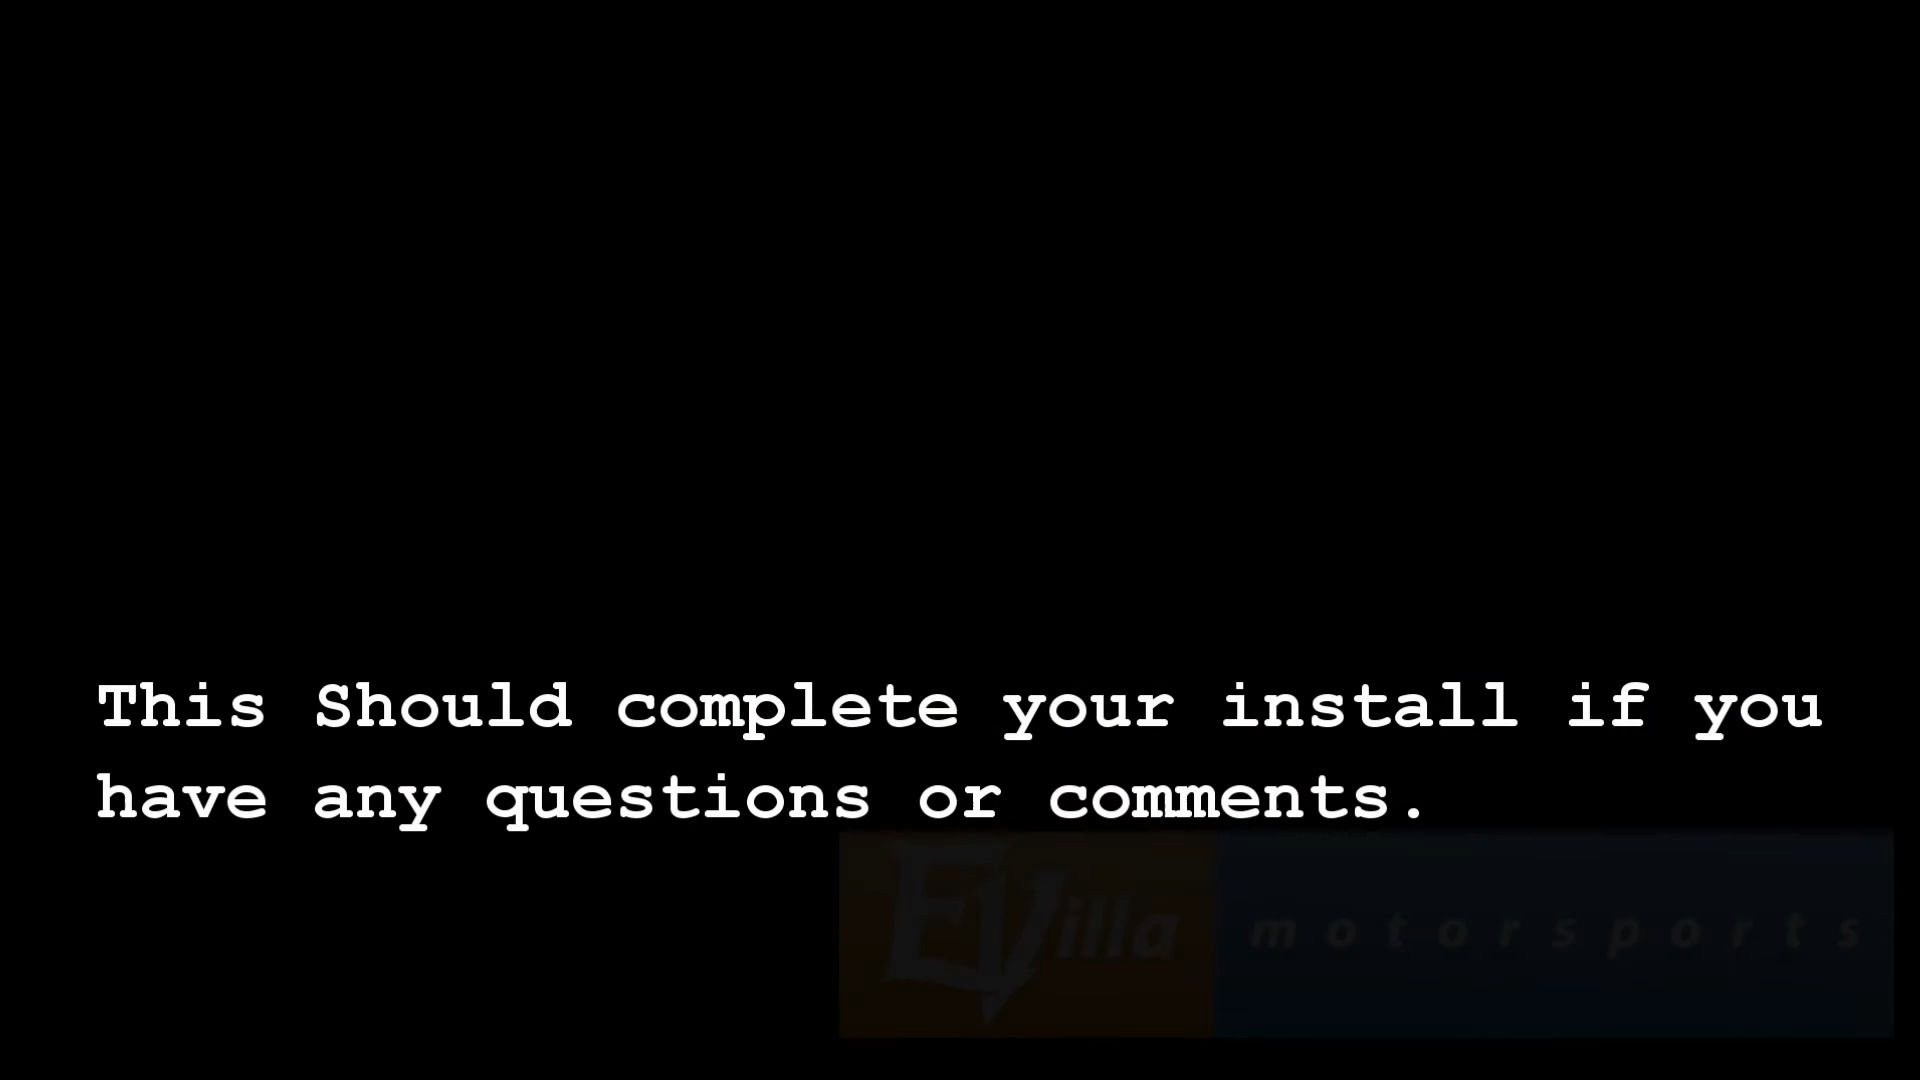 This Should complete your install if you
have any questions or comments.
EVilla motorsports